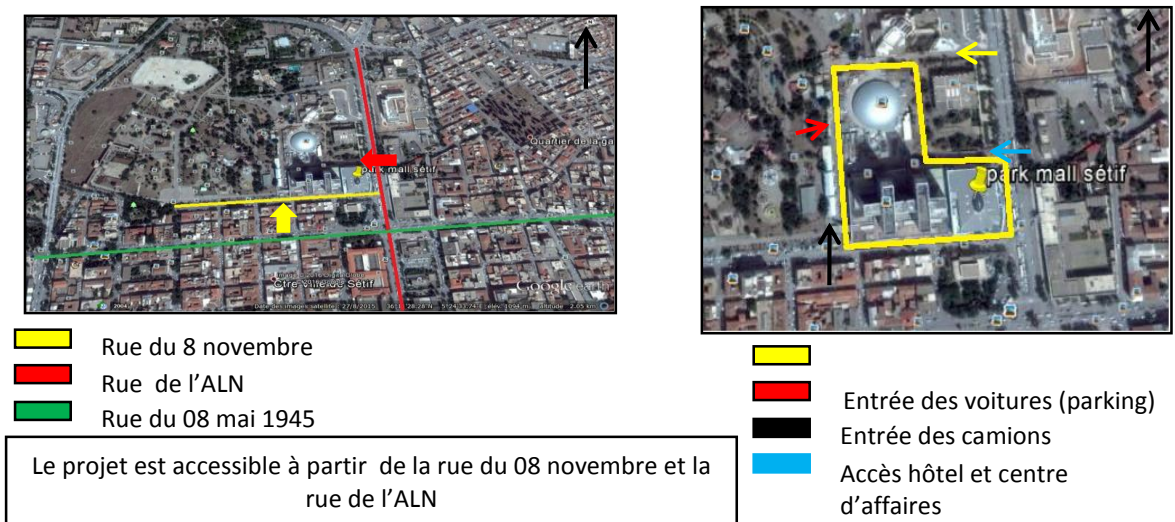 Quartier de la ga
park mall sétif
Ctre Ville de Sétif
Google earth
Rue du 8 novembre
Rue de l’ALN
Rue du 08 mai 1945
Le projet est accessible à partir de la rue du 08 novembre et la
rue de l’ALN
park mall sétif
Entrée des voitures (parking)
Entrée des camions
Accès hôtel et centre
d’affaires